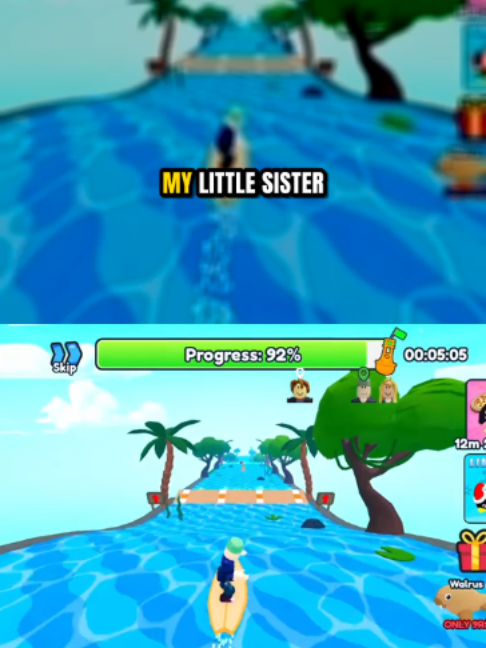 MY LITTLE SISTER
Progress: 92%
00:05:05
Skip
12m
Walrus
ONLY